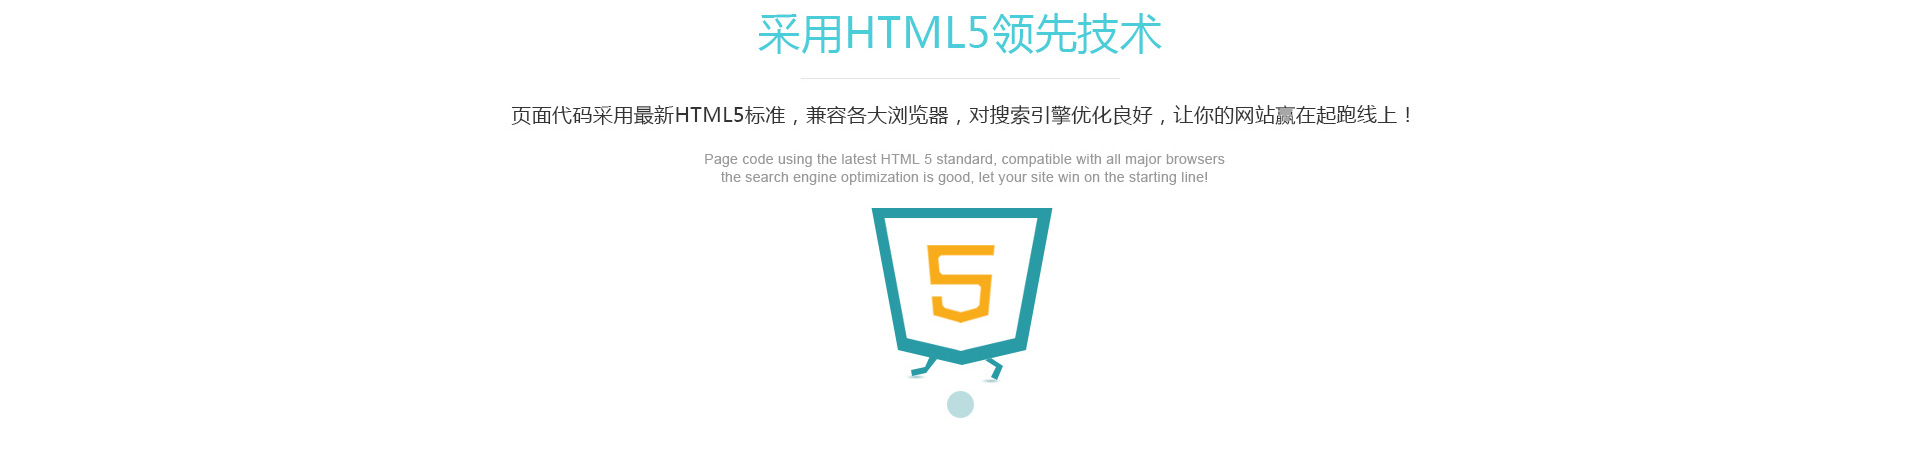 采用HTML5领先技术
页面代码采用最新HTML5标准，兼容各大浏览器，对搜索引擎优化良好，让你的网站赢在起跑线上！
Page code using the latest HTML 5 standard, compatible with all major browsers
the search engine optimization is good, let your site win on the starting line!
5